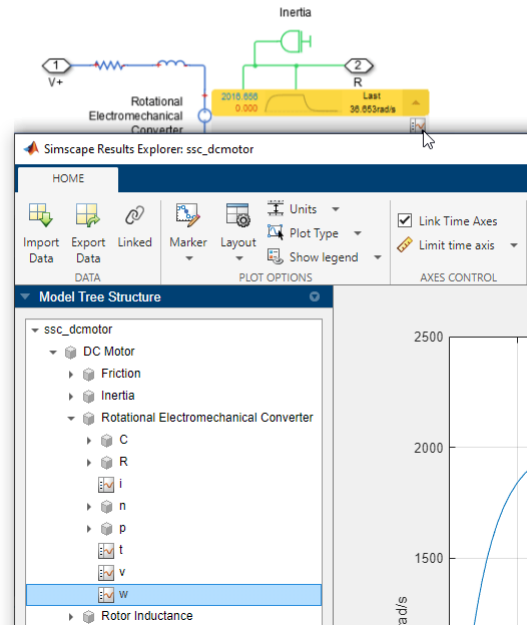 Inertia
1
2
V+
R
Rotational
Electromechanical
Converter
2016.658
0.000
Last
36.653rad/s
Simscape Results Explorer: ssc_dcmotor
HOME
Import Data
Export Data
Linked
Marker
Layout
Units
Plot Type
Show legend
Link Time Axes
Limit time axis
DATA
PLOT OPTIONS
AXES CONTROL
Model Tree Structure
ssc_dcmotor
DC Motor
Friction
Inertia
Rotational Electromechanical Converter
C
R
i
n
p
t
v
w
Rotor Inductance
2500
2000
1500
rad/s